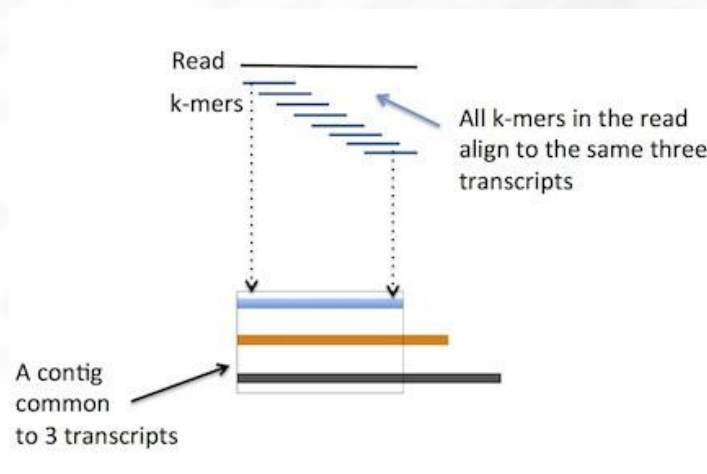 Read
k-mers
All k-mers in the read
align to the same three
transcripts
A contig
common
to 3 transcripts